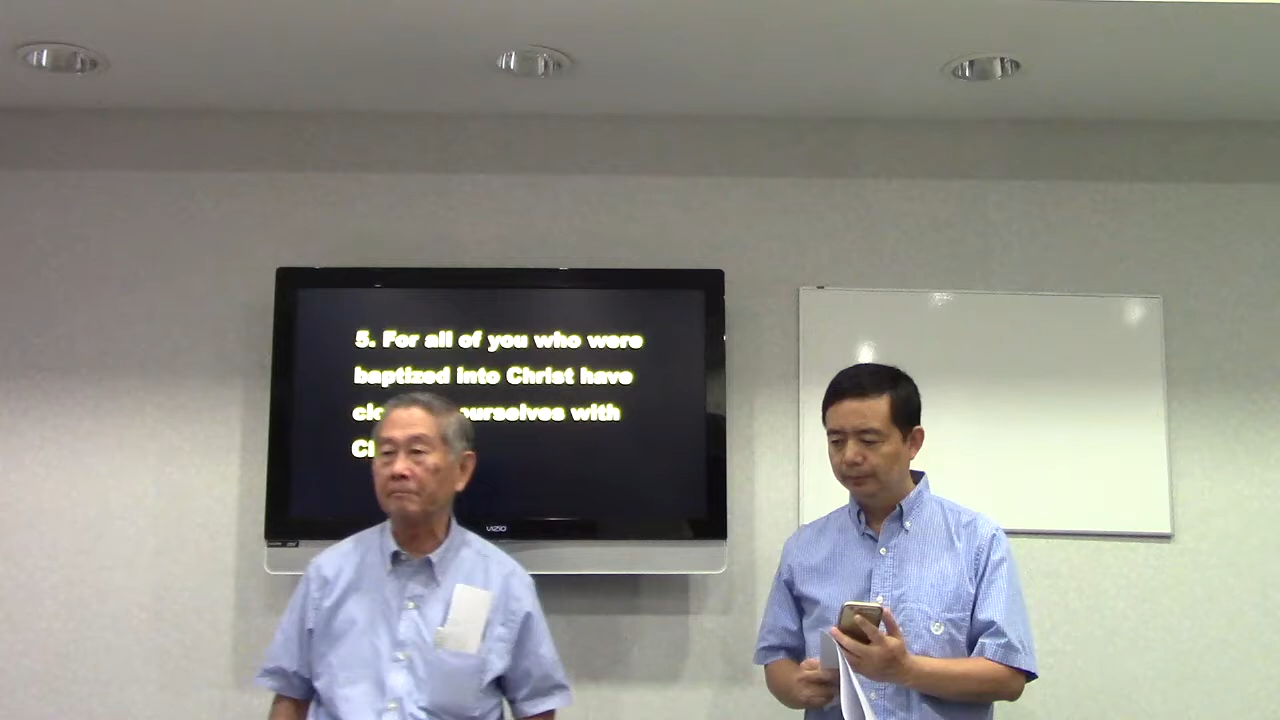 5. For all of you who were
baptized into Christ have
ourselves with
VIZIO